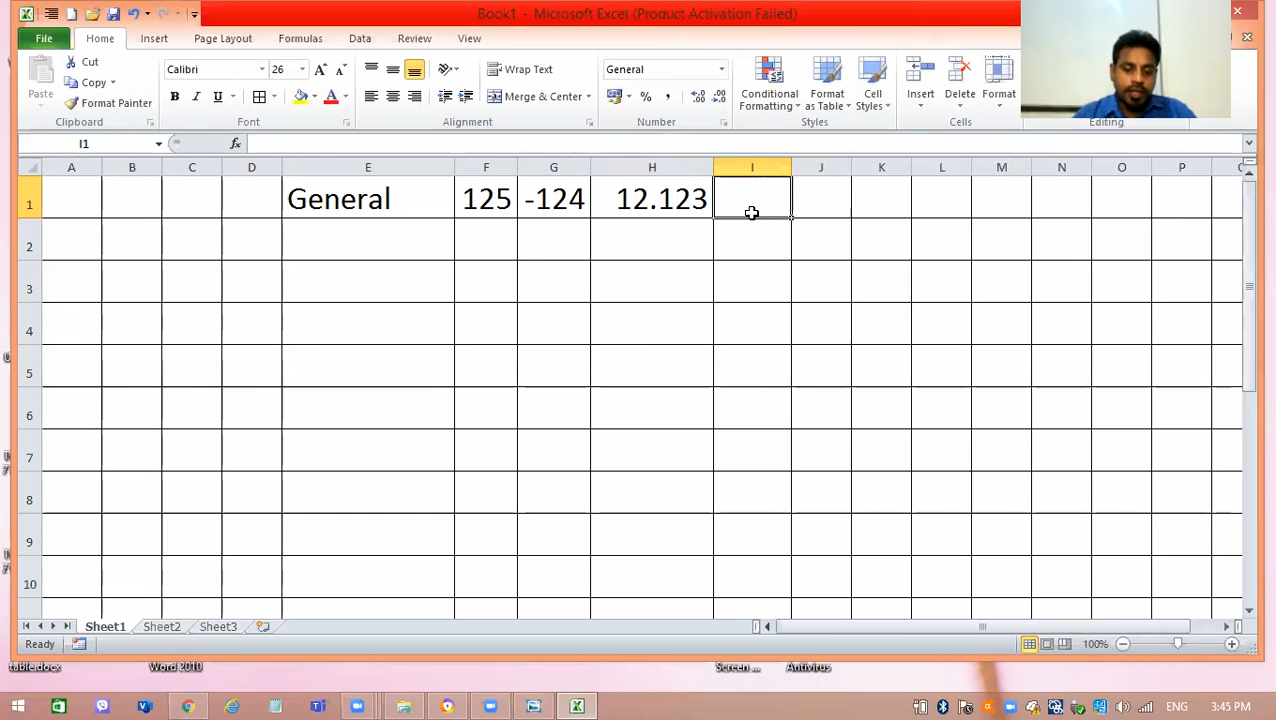 Book1 - Microsoft Excel (Product Activation Failed)
File Home Insert Page Layout Formulas Data Review View
Paste
Cut
Copy
Format Painter
Calibri 26
B I U
Wrap Text
Merge & Center
General
% ,
Conditional Formatting
Format as Table
Cell Styles
Insert
Delete
Format
Clipboard Font Alignment Number Styles Cells Editing
I1 fx
A B C D E F G H I J K L M N O P
1 General 125 -124 12.123
2
3
4
5
6
7
8
9
10
Sheet1 Sheet2 Sheet3
Ready 100%
table.docx Word 2010 Screen ... Antivirus
ENG 3:45 PM